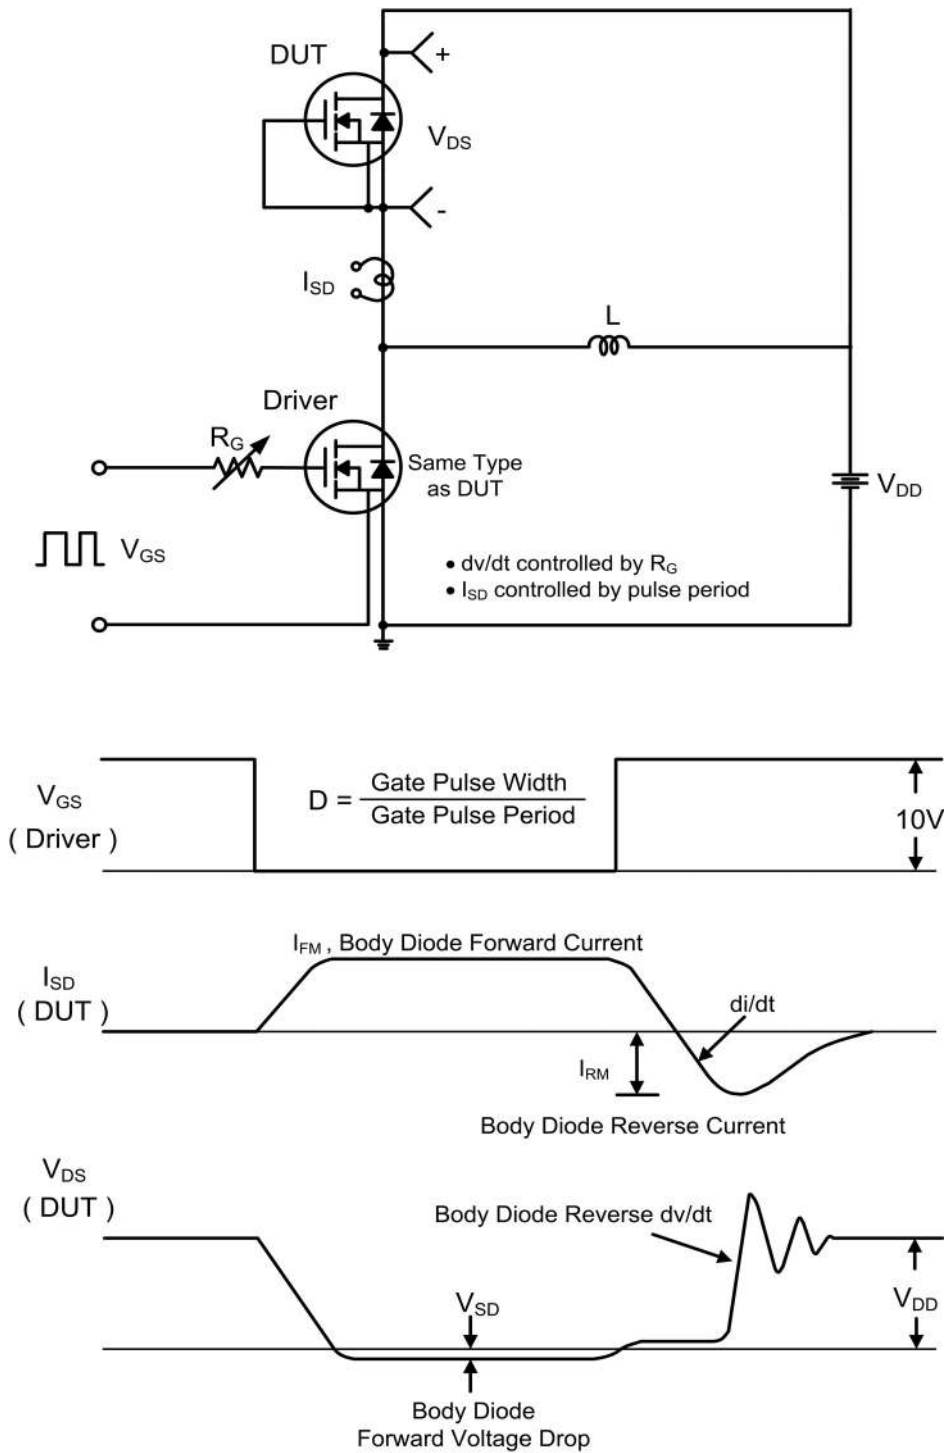 DUT
+
VDS
-
ISD
L
Driver
RG
Same Type
as DUT
VDD
VGS
• dv/dt controlled by RG
• ISD controlled by pulse period
VGS
( Driver )
D = Gate Pulse Width
Gate Pulse Period
10V
IFM , Body Diode Forward Current
ISD
( DUT )
di/dt
IRM
Body Diode Reverse Current
VDS
( DUT )
Body Diode Reverse dv/dt
VSD
VDD
Body Diode
Forward Voltage Drop